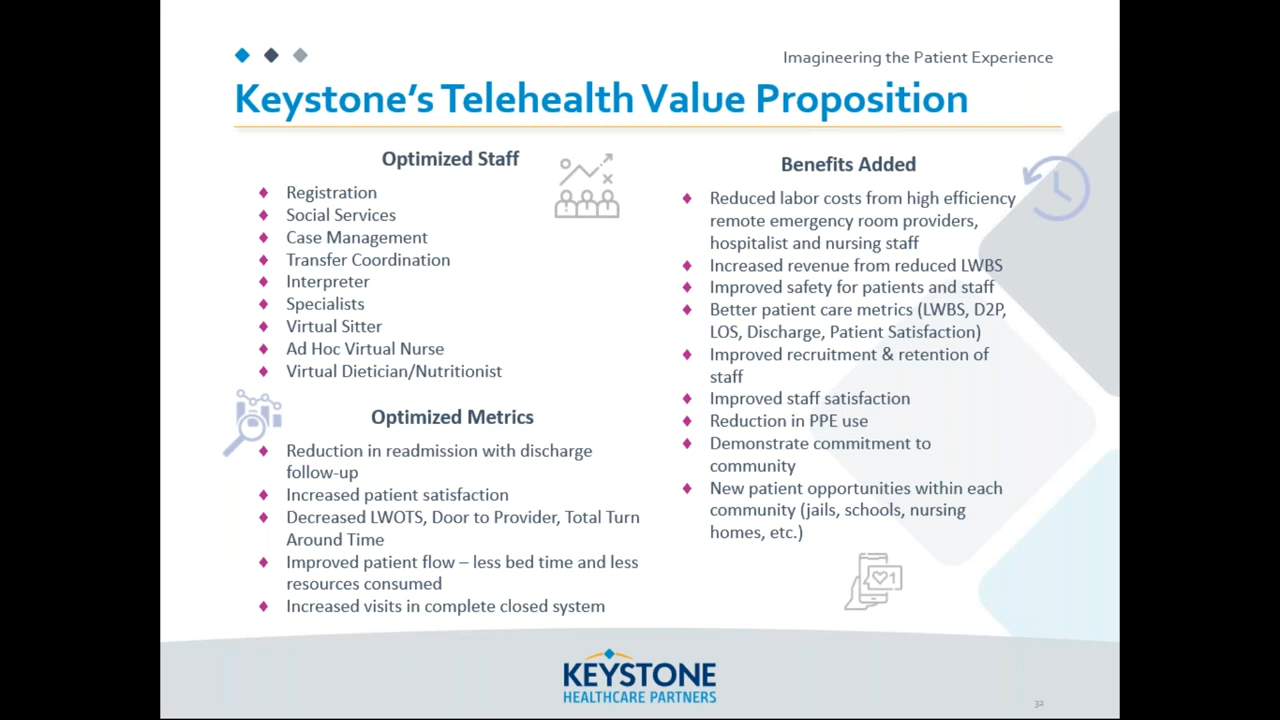 Imagineering the Patient Experience
Keystone's Telehealth Value Proposition
Optimized Staff
Registration
Social Services
Case Management
Transfer Coordination
Interpreter
Specialists
Virtual Sitter
Ad Hoc Virtual Nurse
Virtual Dietician/Nutritionist
Optimized Metrics
Reduction in readmission with discharge
follow-up
Increased patient satisfaction
Decreased LWOTS, Door to Provider, Total Turn
Around Time
Improved patient flow – less bed time and less
resources consumed
Increased visits in complete closed system
Benefits Added
Reduced labor costs from high efficiency
remote emergency room providers,
hospitalist and nursing staff
Increased revenue from reduced LWBS
Improved safety for patients and staff
Better patient care metrics (LWBS, D2P,
LOS, Discharge, Patient Satisfaction)
Improved recruitment & retention of
staff
Improved staff satisfaction
Reduction in PPE use
Demonstrate commitment to
community
New patient opportunities within each
community (jails, schools, nursing
homes, etc.)
1
KEYSTONE
HEALTHCARE PARTNERS
32